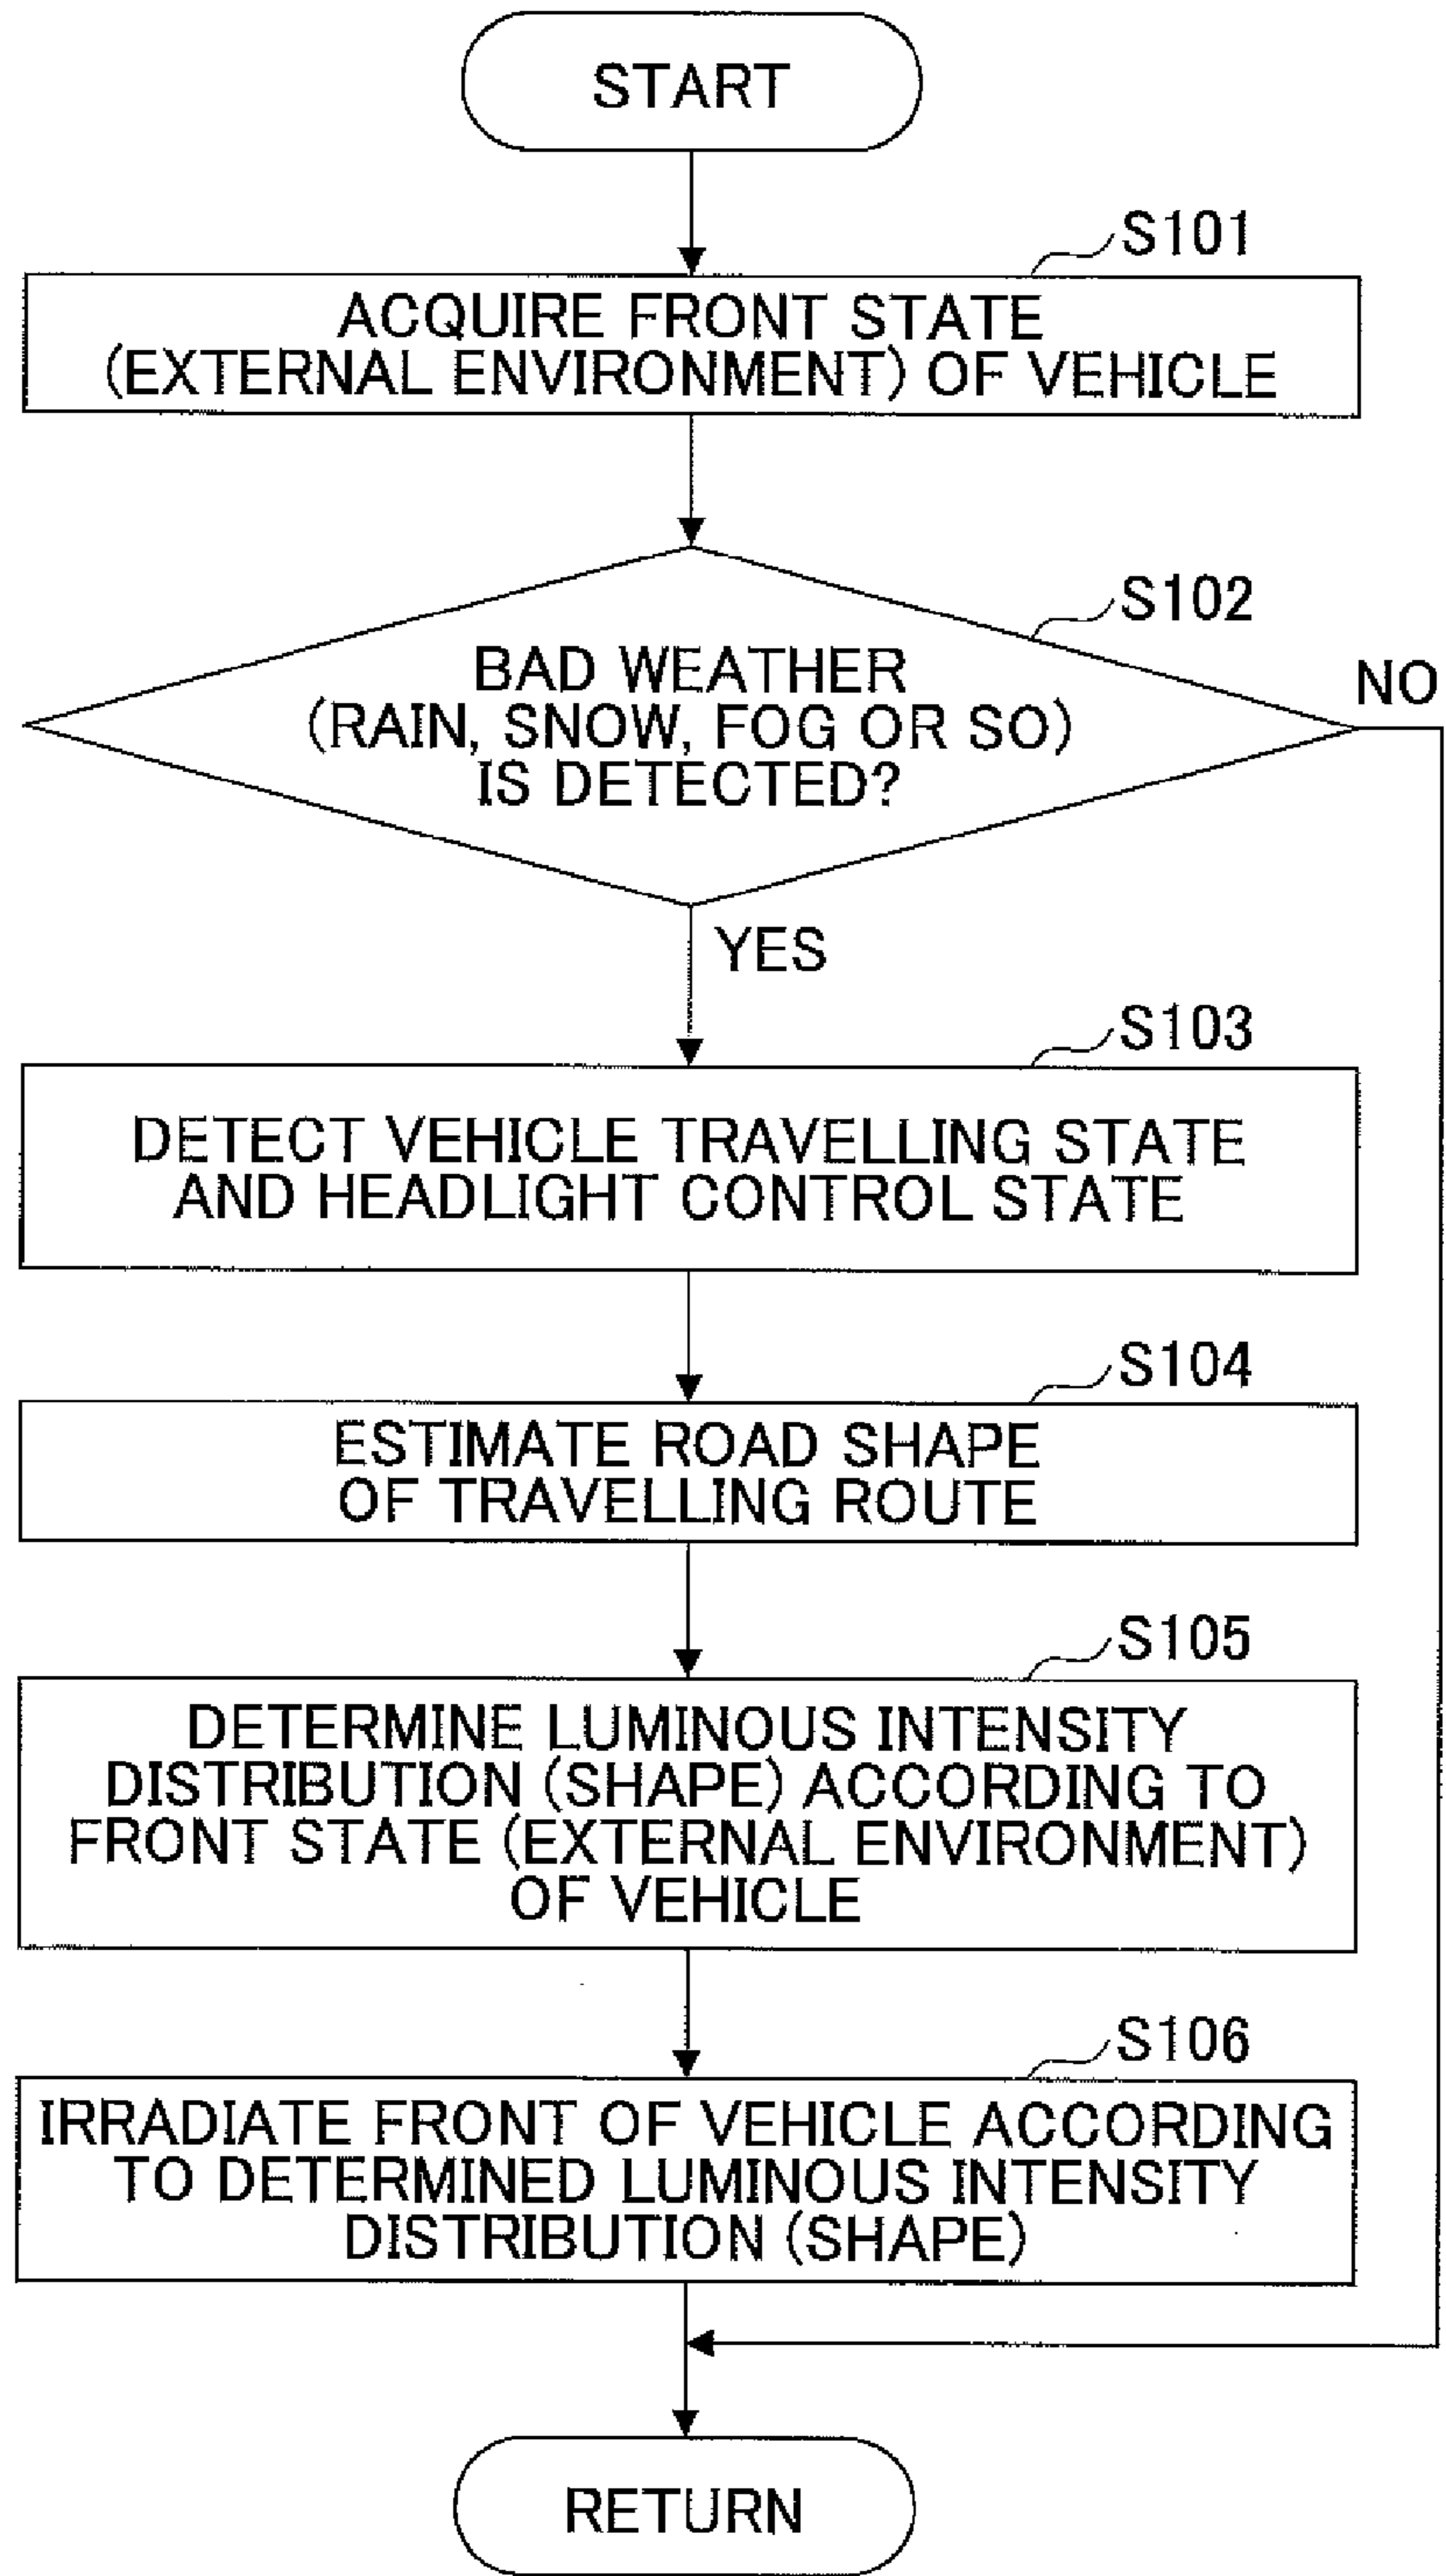 START
S101
ACQUIRE FRONT STATE
(EXTERNAL ENVIRONMENT) OF VEHICLE
S102
BAD WEATHER
(RAIN, SNOW, FOG OR SO)
IS DETECTED?
NO
YES
S103
DETECT VEHICLE TRAVELLING STATE
AND HEADLIGHT CONTROL STATE
S104
ESTIMATE ROAD SHAPE
OF TRAVELLING ROUTE
S105
DETERMINE LUMINOUS INTENSITY
DISTRIBUTION (SHAPE) ACCORDING TO
FRONT STATE (EXTERNAL ENVIRONMENT)
OF VEHICLE
S106
IRRADIATE FRONT OF VEHICLE ACCORDING
TO DETERMINED LUMINOUS INTENSITY
DISTRIBUTION (SHAPE)
RETURN